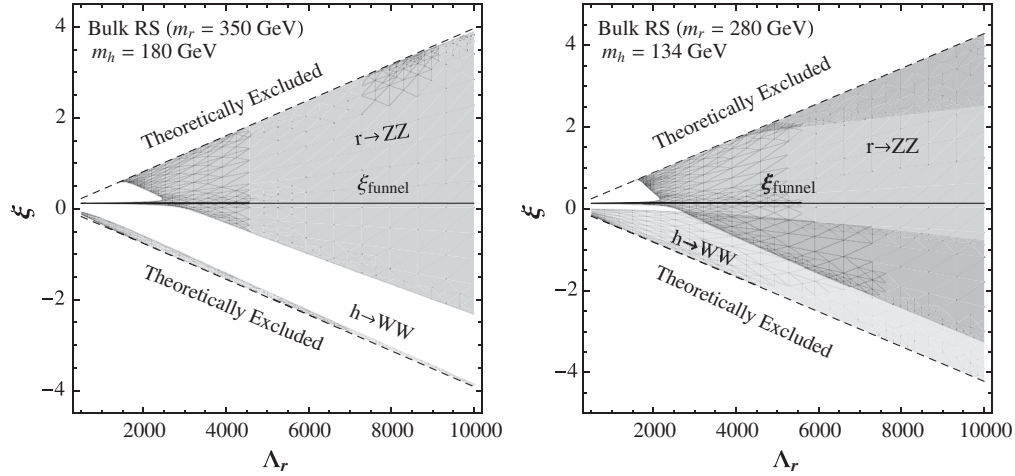 Bulk RS (m_r = 350 GeV)
m_h = 180 GeV
Theoretically Excluded
r→ZZ
ξ_funnel
h→WW
Theoretically Excluded
4
2
0
−2
−4
ξ
2000 4000 6000 8000 10000
Λ_r
Bulk RS (m_r = 280 GeV)
m_h = 134 GeV
Theoretically Excluded
r→ZZ
ξ_funnel
h→WW
Theoretically Excluded
4
2
0
−2
−4
ξ
2000 4000 6000 8000 10000
Λ_r